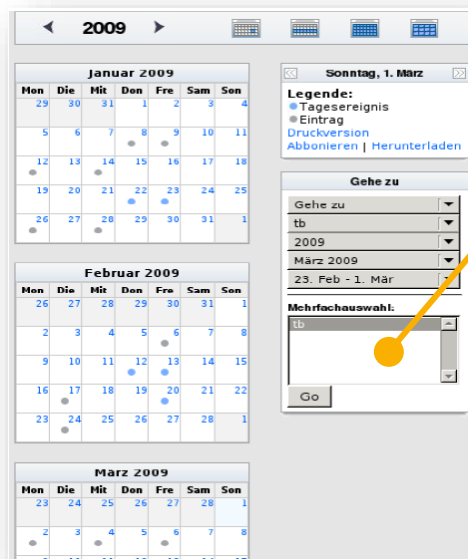 2009
Januar 2009
Mon Die Mit Don Fre Sam Son
29 30 31 1 2 3 4
5 6 7 8 9 10 11
12 13 14 15 16 17 18
19 20 21 22 23 24 25
26 27 28 29 30 31 1
Februar 2009
Mon Die Mit Don Fre Sam Son
26 27 28 29 30 31 1
2 3 4 5 6 7 8
9 10 11 12 13 14 15
16 17 18 19 20 21 22
23 24 25 26 27 28 1
März 2009
Mon Die Mit Don Fre Sam Son
23 24 25 26 27 28 1
2 3 4 5 6 7 8
Sonntag, 1. März
Legende:
Tagesereignis
Eintrag
Druckversion
Abbonieren | Herunterladen
Gehe zu
Gehe zu
tb
2009
März 2009
23. Feb - 1. Mär
Mehrfachauswahl:
tb
Go